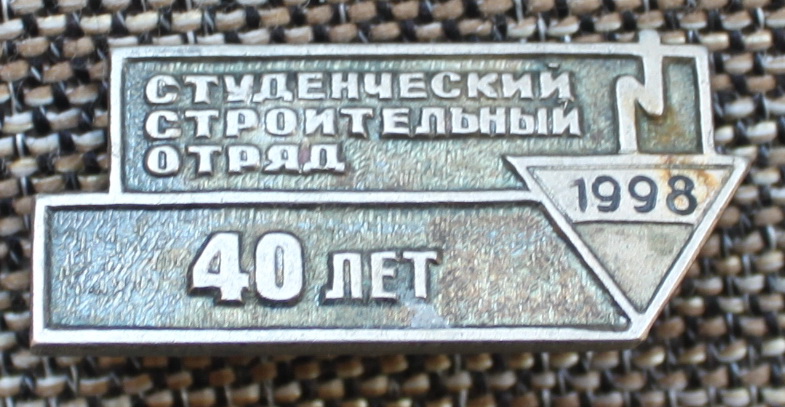 СТУДЕНЧЕСКИЙ
СТРОИТЕЛЬНЫЙ
ОТРЯД
1998
40 ЛЕТ